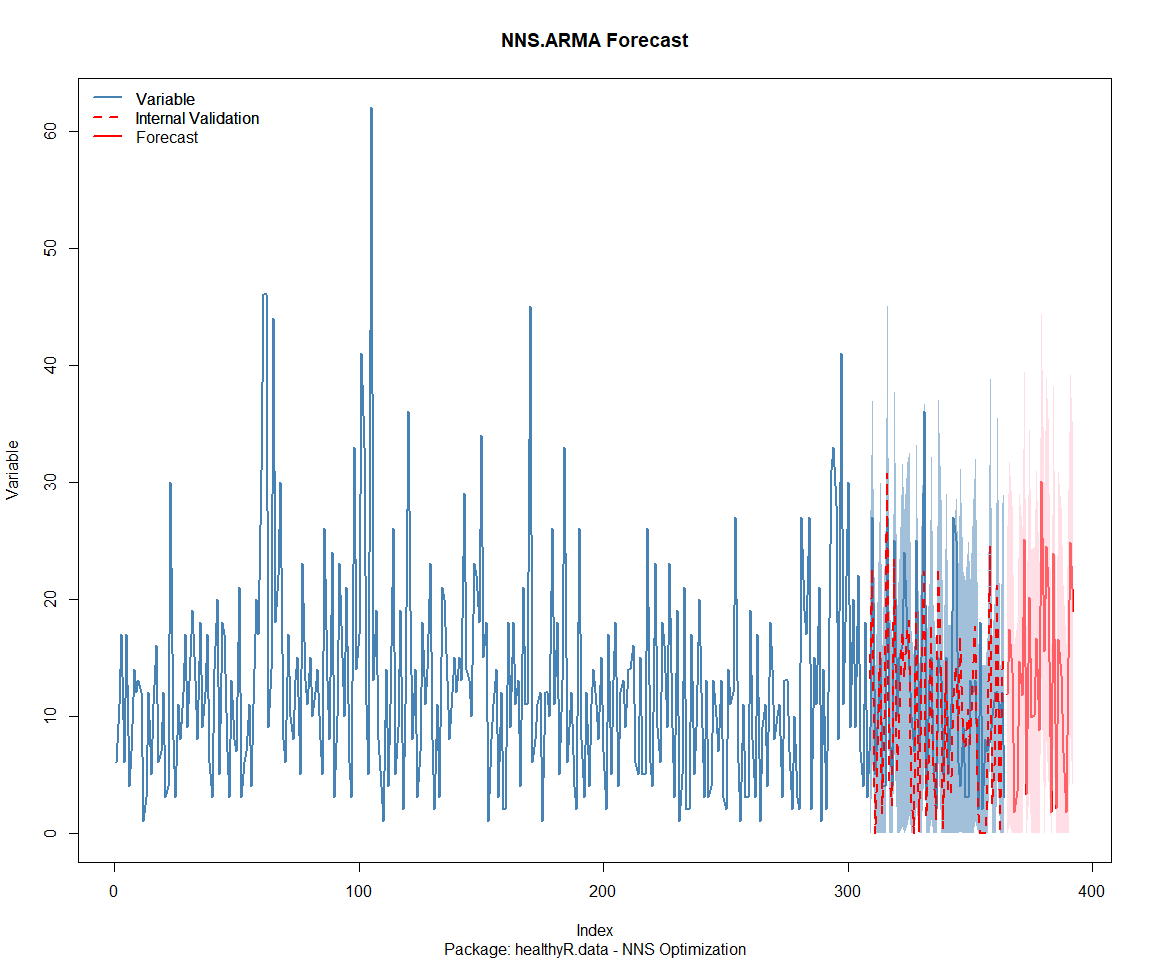 NNS.ARMA Forecast
Variable
Internal Validation
Forecast
Variable
60
50
40
30
20
10
0
0 100 200 300 400
Index
Package: healthyR.data - NNS Optimization